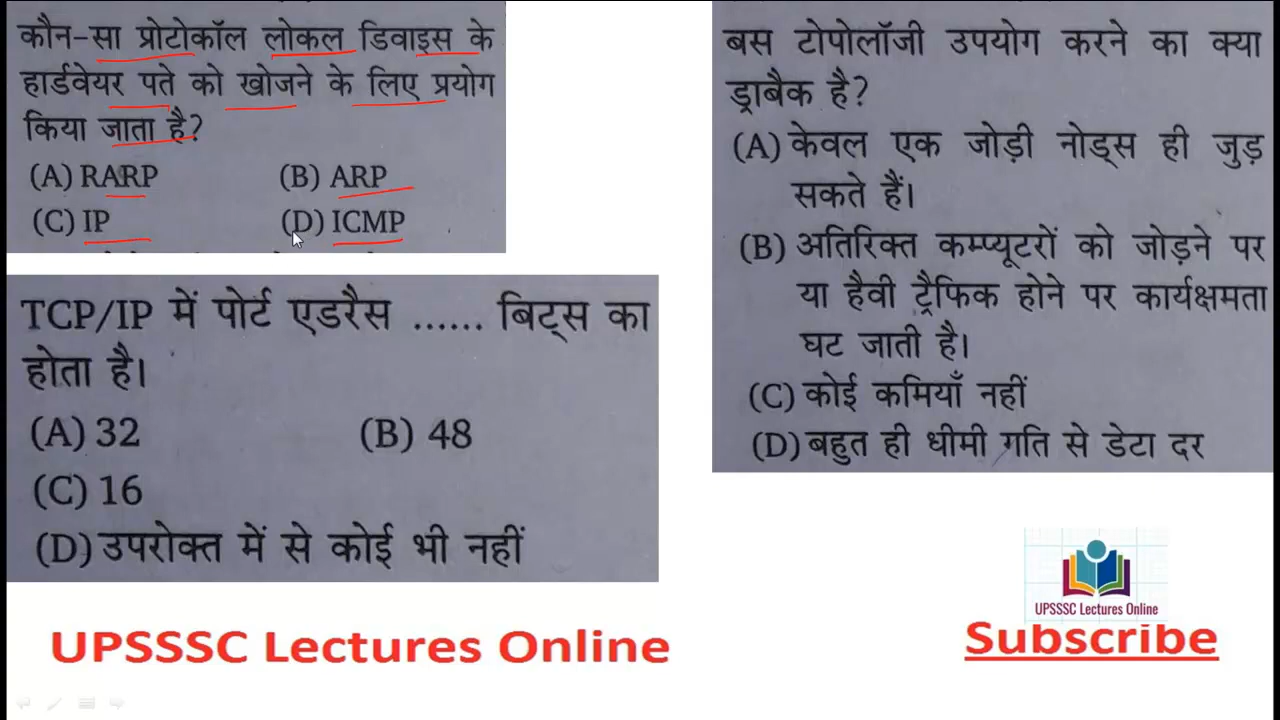 कौन-सा प्रोटोकॉल लोकल डिवाइस के
हार्डवेयर पते को खोजने के लिए प्रयोग
किया जाता है?
(A) RARP (B) ARP
(C) IP (D) ICMP
TCP/IP में पोर्ट एडरैस ...... बिट्स का
होता है।
(A) 32 (B) 48
(C) 16
(D) उपरोक्त में से कोई भी नहीं
बस टोपोलॉजी उपयोग करने का क्या
ड्राबैक है?
(A) केवल एक जोड़ी नोड्स ही जुड़
सकते हैं।
(B) अतिरिक्त कम्प्यूटरों को जोड़ने पर
या हैवी ट्रैफिक होने पर कार्यक्षमता
घट जाती है।
(C) कोई कमियाँ नहीं
(D) बहुत ही धीमी गति से डेटा दर
UPSSSC Lectures Online
UPSSSC Lectures Online
Subscribe